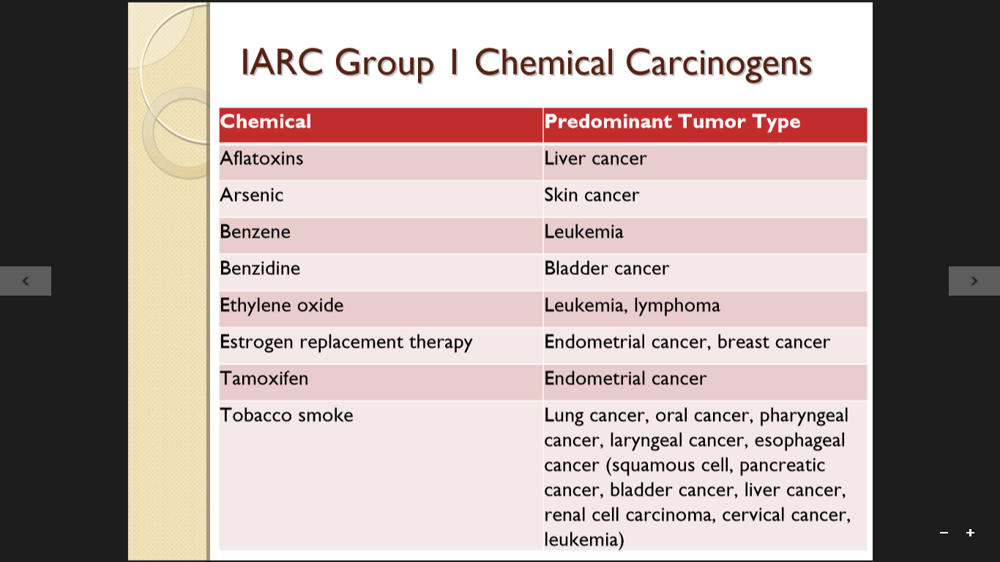 IARC Group 1 Chemical Carcinogens
Chemical
Predominant Tumor Type
Aflatoxins
Liver cancer
Arsenic
Skin cancer
Benzene
Leukemia
Benzidine
Bladder cancer
Ethylene oxide
Leukemia, lymphoma
Estrogen replacement therapy
Endometrial cancer, breast cancer
Tamoxifen
Endometrial cancer
Tobacco smoke
Lung cancer, oral cancer, pharyngeal
cancer, laryngeal cancer, esophageal
cancer (squamous cell, pancreatic
cancer, bladder cancer, liver cancer,
renal cell carcinoma, cervical cancer,
leukemia)